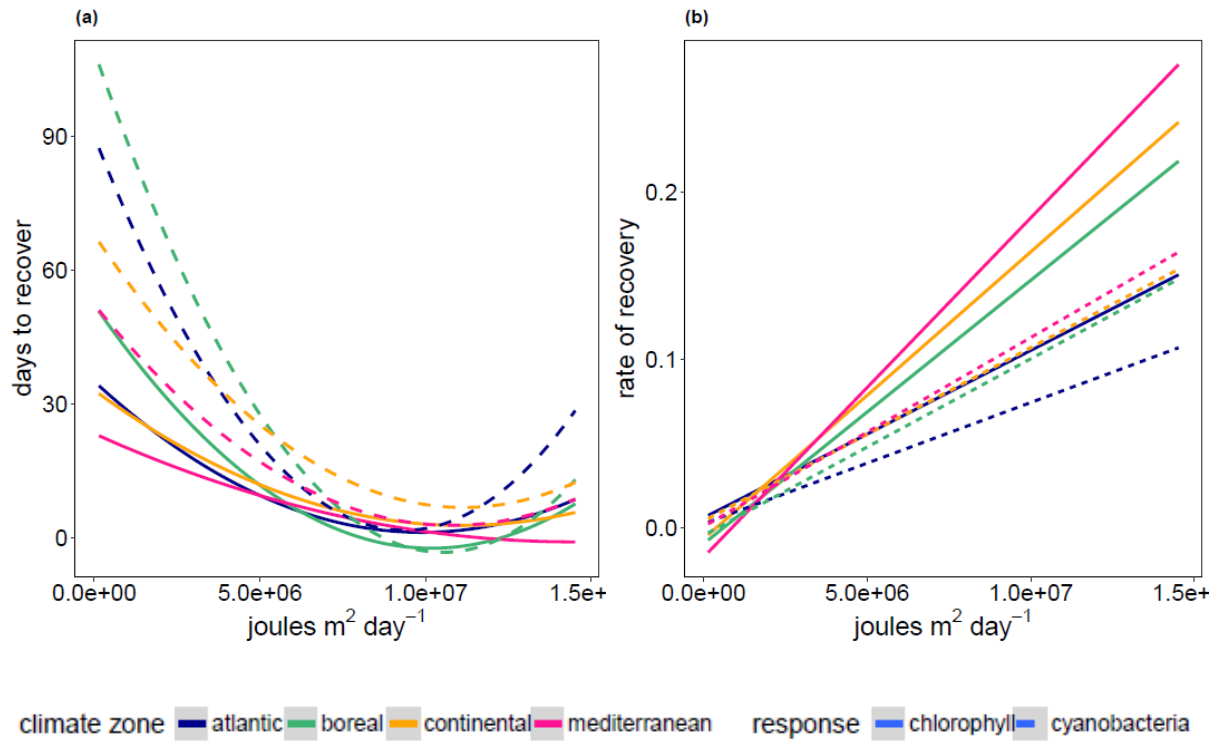 (a)
(b)
days to recover
90
60
30
0
0.0e+00 5.0e+06 1.0e+07 1.5e+
joules m² day⁻¹
rate of recovery
0.2
0.1
0.0
0.0e+00 5.0e+06 1.0e+07 1.5e+
joules m² day⁻¹
climate zone atlantic boreal continental mediterranean response chlorophyll cyanobacteria